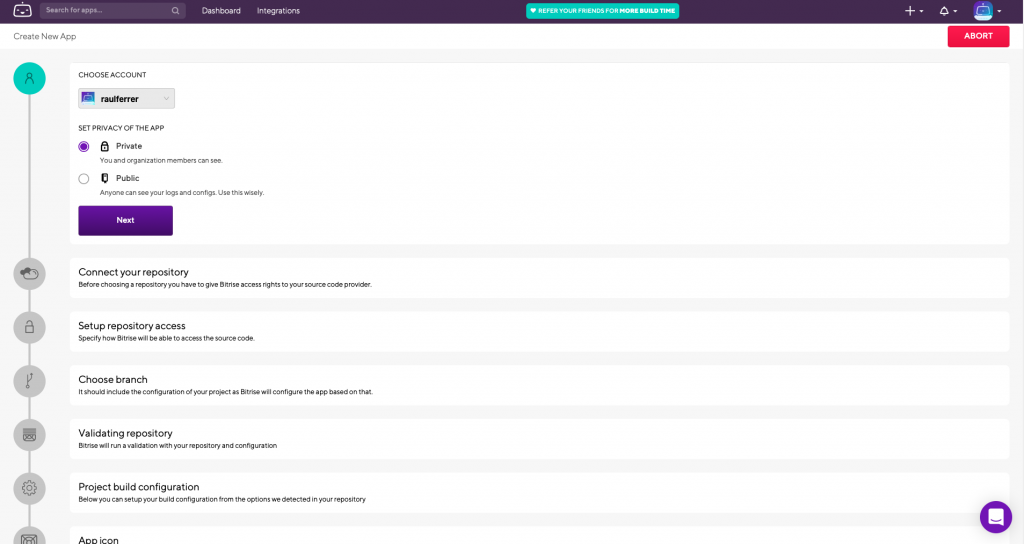 Search for apps...
Dashboard
Integrations
REFER YOUR FRIENDS FOR MORE BUILD TIME
Create New App
ABORT
CHOOSE ACCOUNT
raulferrer
SET PRIVACY OF THE APP
Private
You and organization members can see.
Public
Anyone can see your logs and configs. Use this wisely.
Next
Connect your repository
Before choosing a repository you have to give Bitrise access rights to your source code provider.
Setup repository access
Specify how Bitrise will be able to access the source code.
Choose branch
It should include the configuration of your project as Bitrise will configure the app based on that.
Validating repository
Bitrise will run a validation with your repository and configuration
Project build configuration
Below you can setup your build configuration from the options we detected in your repository
App icon